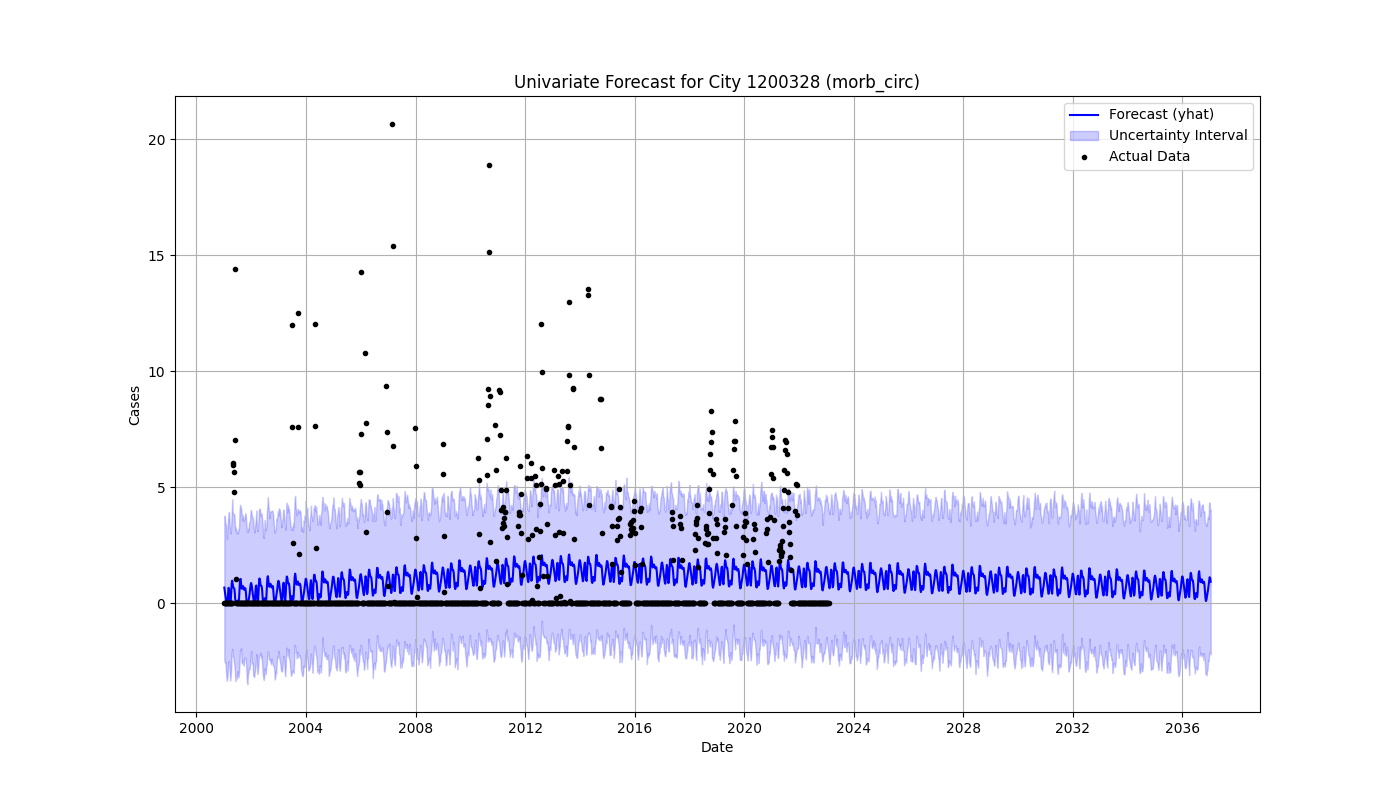 Univariate Forecast for City 1200328 (morb_circ)
Forecast (yhat)
Uncertainty Interval
Actual Data
Cases
20
15
10
5
0
2000 2004 2008 2012 2016 2020 2024 2028 2032 2036
Date